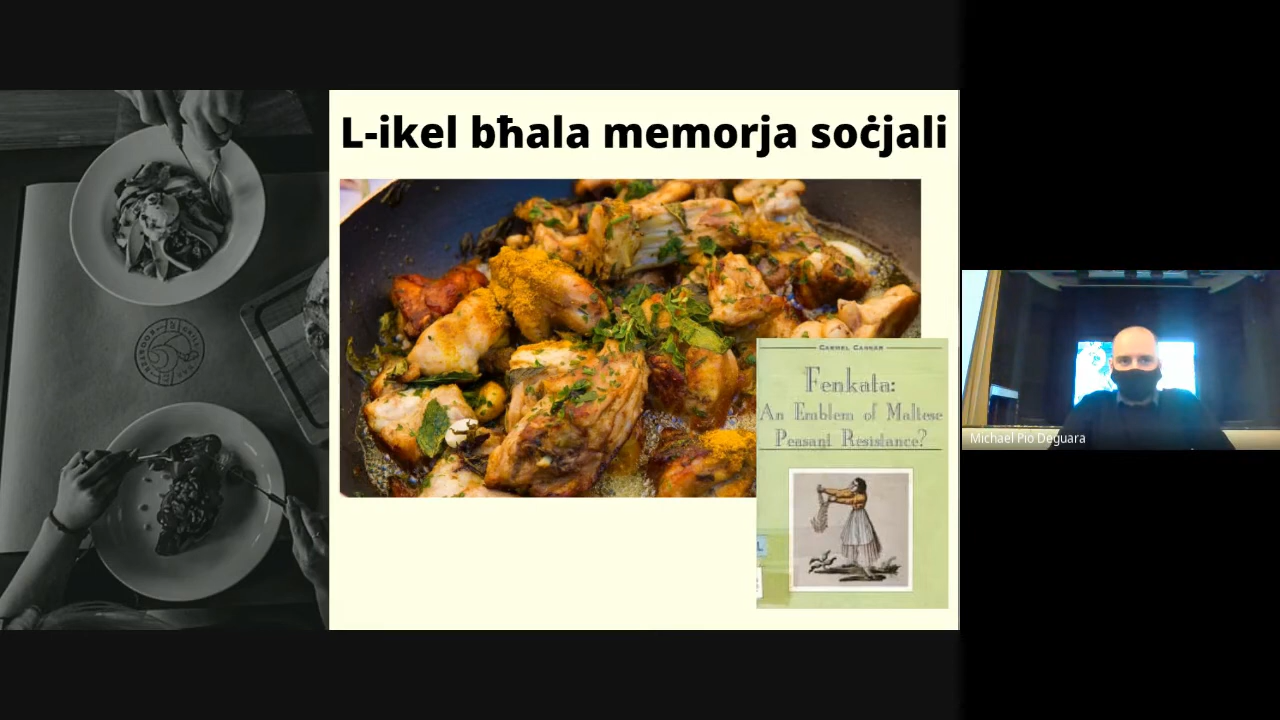 L-ikel bħala memorja soċjali
CARMEL CASSAR
Fenkata:
An Emblem of Maltese
Peasant Resistance?
L
Michael Pio Deguara